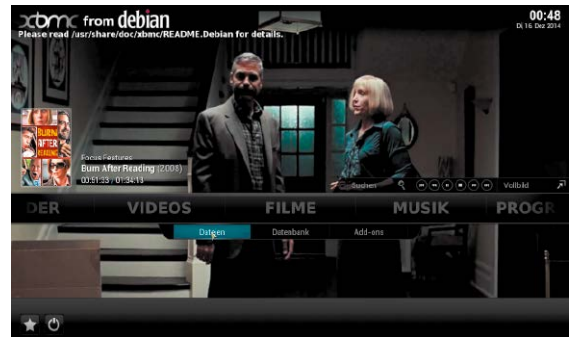 xbmc from debian
Please read /usr/share/doc/xbmc/README.Debian for details.
00:48
Di, 16. Dez 2014
BURN AFTER READING
Focus Features
Burn After Reading (2008)
00:51:33 / 01:34:13
Suchen
Vollbild
DER VIDEOS FILME MUSIK PROGR
Dateien Datenbank Add-ons